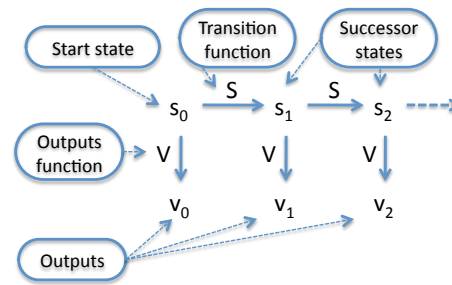 Start state
Transition
function
Successor
states
S
S
s0
s1
s2
Outputs
function
V
V
V
v0
v1
v2
Outputs